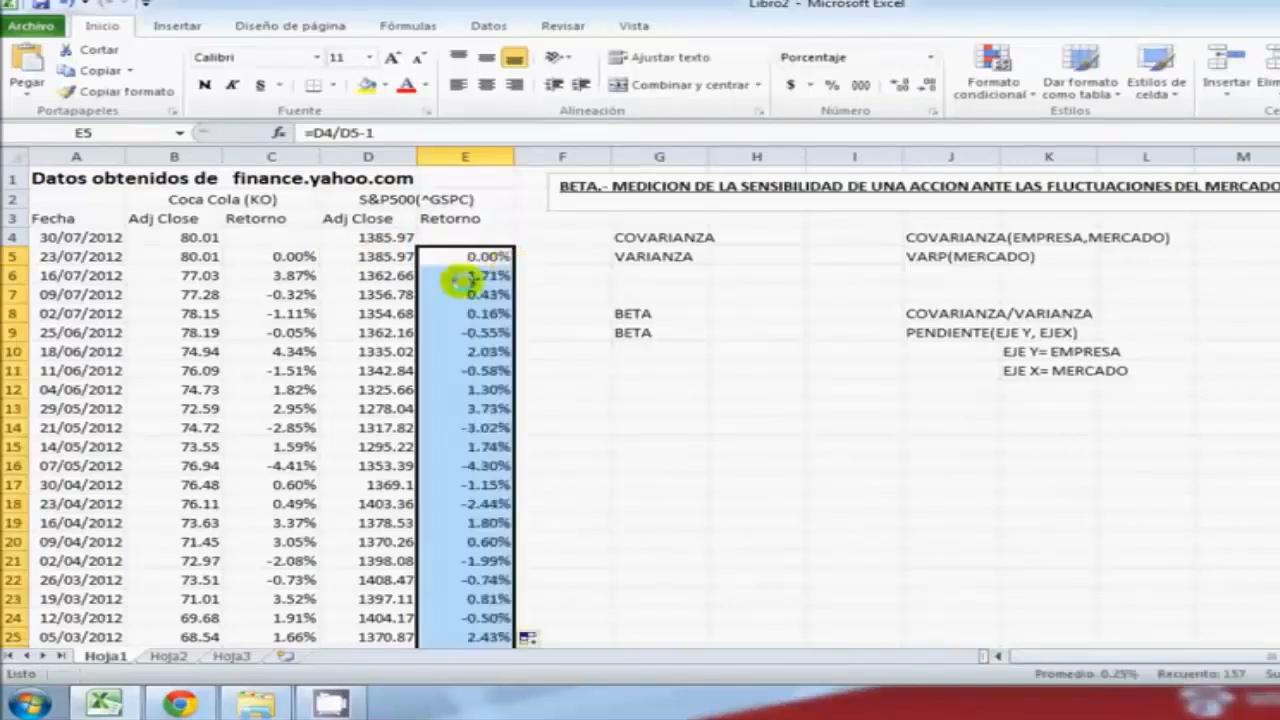 Libro2 - Microsoft Excel
Archivo Inicio Insertar Diseño de página Fórmulas Datos Revisar Vista
Cortar
Copiar
Copiar formato
Pegar
Portapapeles
Calibri 11
N K S
Fuente
Ajustar texto
Combinar y centrar
Alineación
Porcentaje
$ % 000
Número
Formato condicional
Dar formato como tabla
Estilos de celda
Estilos
Insertar
E5 fx =D4/D5-1
A B C D E F G H I J K L M
1 Datos obtenidos de finance.yahoo.com
BETA.- MEDICION DE LA SENSIBILIDAD DE UNA ACCION ANTE LAS FLUCTUACIONES DEL MERCADO
2 Coca Cola (KO) S&P500(^GSPC)
3 Fecha Adj Close Retorno Adj Close Retorno
4 30/07/2012 80.01 1385.97 COVARIANZA COVARIANZA(EMPRESA,MERCADO)
5 23/07/2012 80.01 0.00% 1385.97 0.00% VARIANZA VARP(MERCADO)
6 16/07/2012 77.03 3.87% 1362.66 1.71%
7 09/07/2012 77.28 -0.32% 1356.78 0.43%
8 02/07/2012 78.15 -1.11% 1354.68 0.16% BETA COVARIANZA/VARIANZA
9 25/06/2012 78.19 -0.05% 1362.16 -0.55% BETA PENDIENTE(EJE Y, EJEX)
10 18/06/2012 74.94 4.34% 1335.02 2.03% EJE Y= EMPRESA
11 11/06/2012 76.09 -1.51% 1342.84 -0.58% EJE X= MERCADO
12 04/06/2012 74.73 1.82% 1325.66 1.30%
13 29/05/2012 72.59 2.95% 1278.04 3.73%
14 21/05/2012 74.72 -2.85% 1317.82 -3.02%
15 14/05/2012 73.55 1.59% 1295.22 1.74%
16 07/05/2012 76.94 -4.41% 1353.39 -4.30%
17 30/04/2012 76.48 0.60% 1369.1 -1.15%
18 23/04/2012 76.11 0.49% 1403.36 -2.44%
19 16/04/2012 73.63 3.37% 1378.53 1.80%
20 09/04/2012 71.45 3.05% 1370.26 0.60%
21 02/04/2012 72.97 -2.08% 1398.08 -1.99%
22 26/03/2012 73.51 -0.73% 1408.47 -0.74%
23 19/03/2012 71.01 3.52% 1397.11 0.81%
24 12/03/2012 69.68 1.91% 1404.17 -0.50%
25 05/03/2012 68.54 1.66% 1370.87 2.43%
Hoja1 Hoja2 Hoja3
Listo
Promedio: 0.25% Recuento: 157